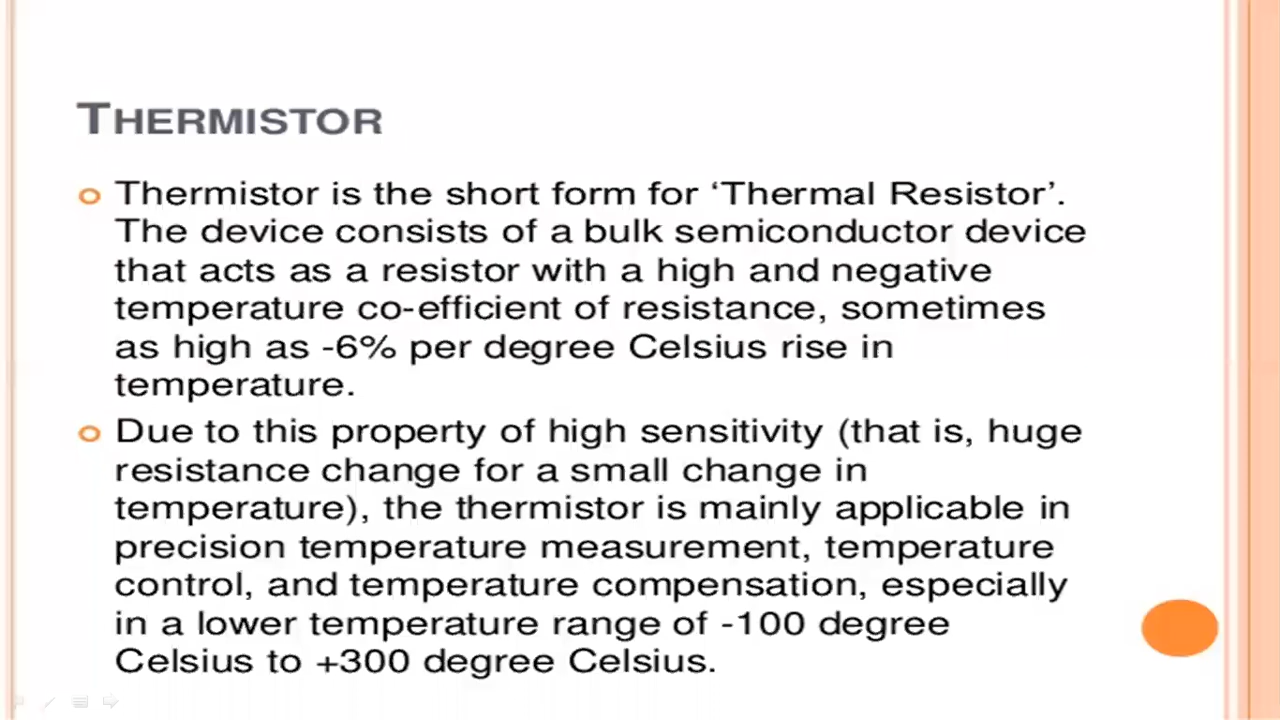 THERMISTOR
Thermistor is the short form for ‘Thermal Resistor’.
The device consists of a bulk semiconductor device
that acts as a resistor with a high and negative
temperature co-efficient of resistance, sometimes
as high as -6% per degree Celsius rise in
temperature.
Due to this property of high sensitivity (that is, huge
resistance change for a small change in
temperature), the thermistor is mainly applicable in
precision temperature measurement, temperature
control, and temperature compensation, especially
in a lower temperature range of -100 degree
Celsius to +300 degree Celsius.